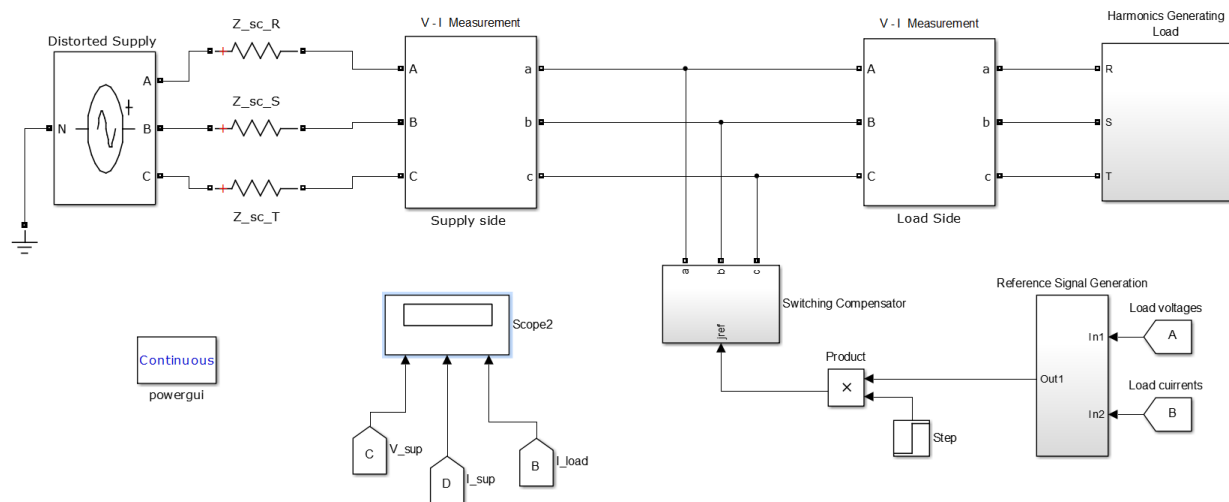 Z_sc_R
V - I Measurement
V - I Measurement
Harmonics Generating
Load
Distorted Supply
A
A
a
A
a
R
Z_sc_S
N
B
B
b
B
b
S
C
C
c
C
c
T
Z_sc_T
Supply side
Load Side
a
b
c
Switching Compensator
jref
Reference Signal Generation
Load voltages
In1
A
Scope2
Continuous
powergui
Product
×
Out1
Load cuirrents
In2
B
Step
C
V_sup
D
I_sup
B
I_load